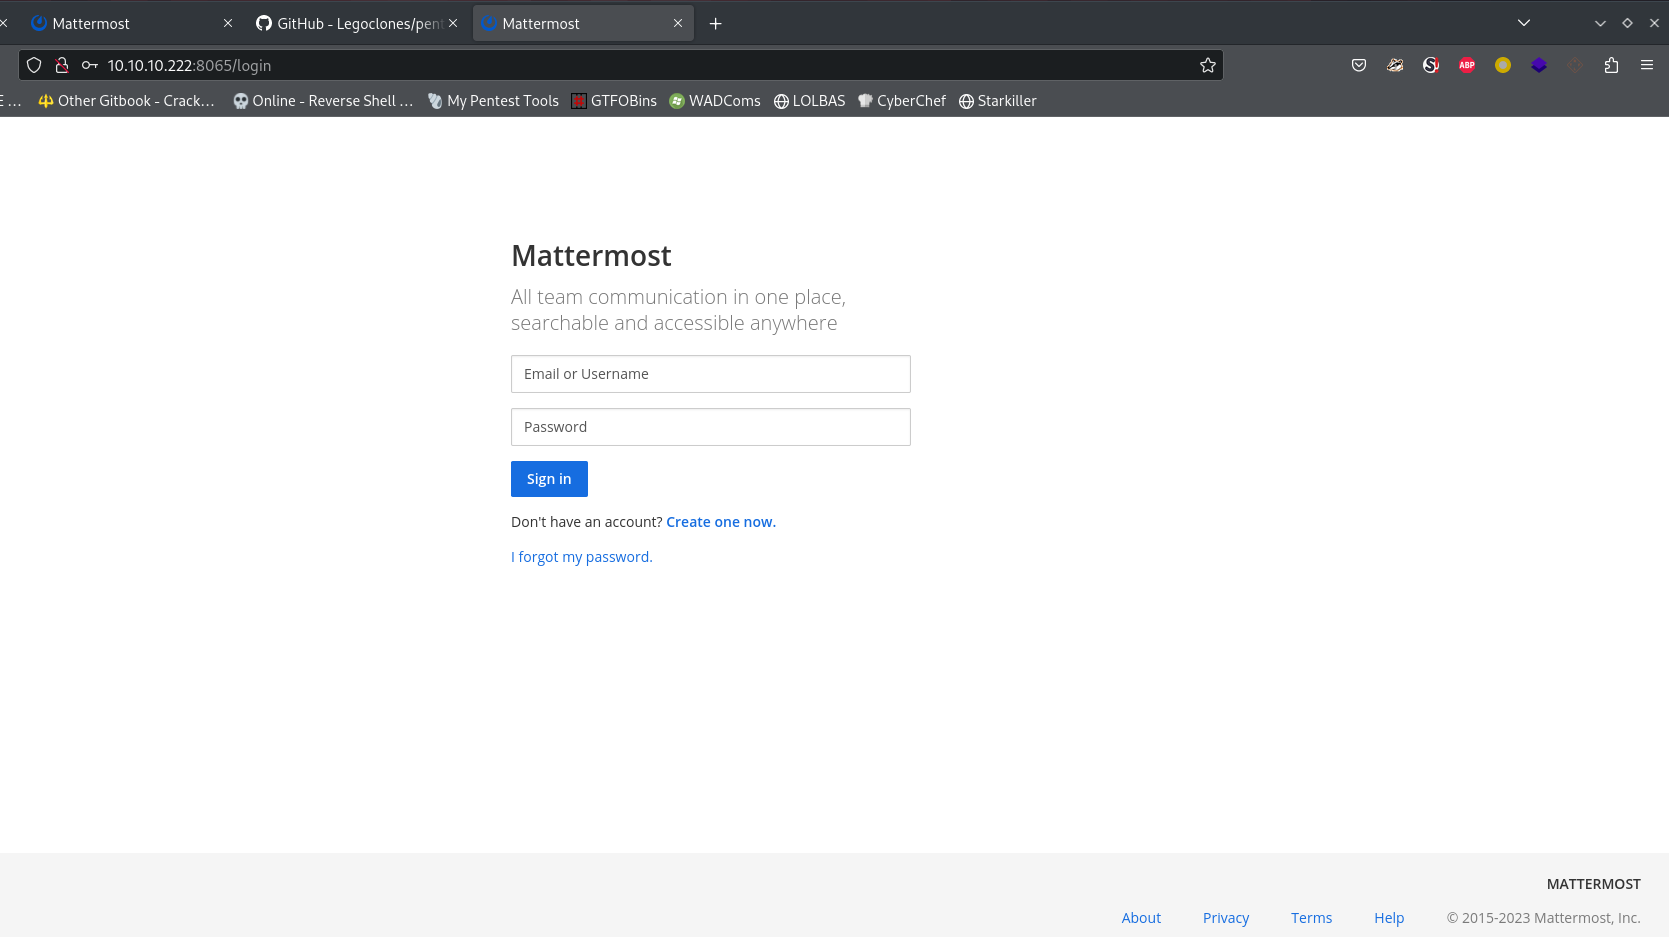 Mattermost
GitHub - Legoclones/pent
Mattermost
10.10.10.222:8065/login
E ...
Other Gitbook - Crack...
Online - Reverse Shell ...
My Pentest Tools
GTFOBins
WADComs
LOLBAS
CyberChef
Starkiller
ABP
Mattermost
All team communication in one place,
searchable and accessible anywhere
Email or Username
Password
Sign in
Don't have an account? Create one now.
I forgot my password.
MATTERMOST
About
Privacy
Terms
Help
© 2015-2023 Mattermost, Inc.